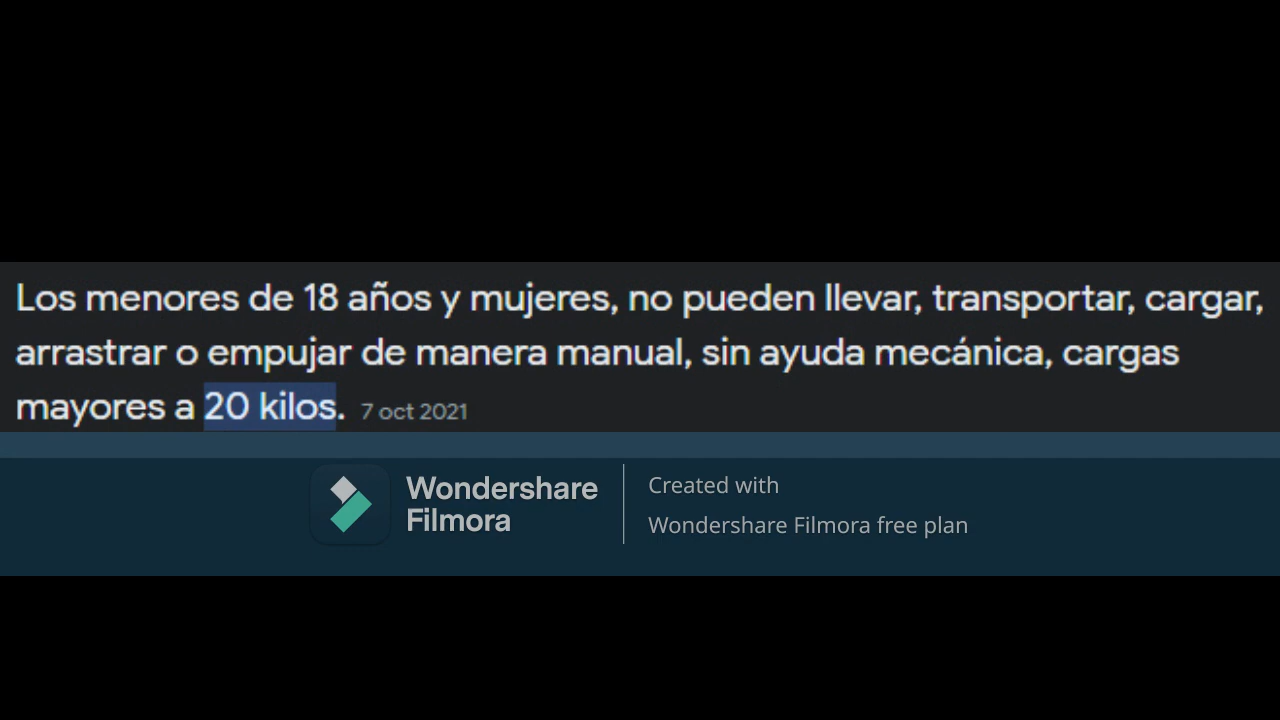 Los menores de 18 años y mujeres, no pueden llevar, transportar, cargar,
arrastrar o empujar de manera manual, sin ayuda mecánica, cargas
mayores a 20 kilos. 7 oct 2021
Wondershare
Filmora
Created with
Wondershare Filmora free plan